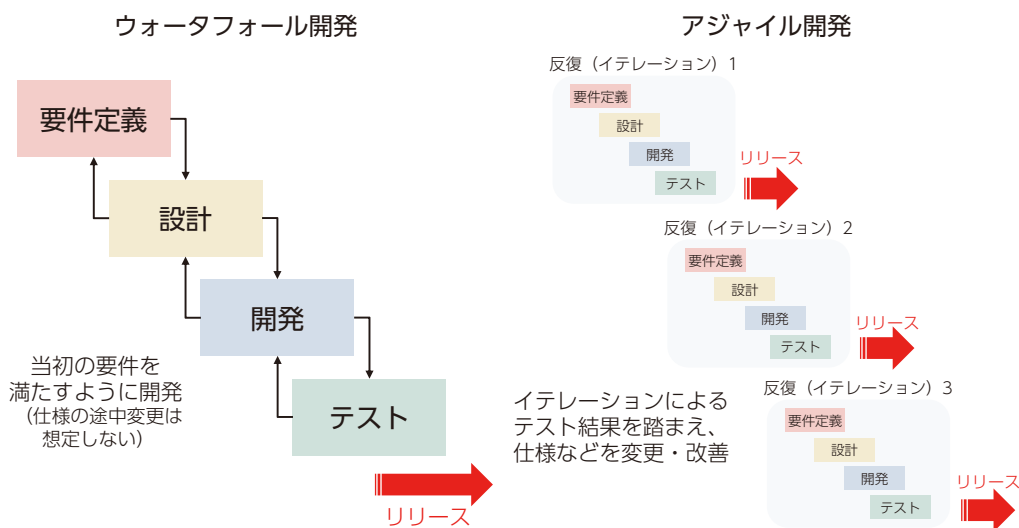 ウォータフォール開発
要件定義
設計
開発
テスト
当初の要件を
満たすように開発
(仕様の途中変更は
想定しない)
リリース
アジャイル開発
反復(イテレーション)1
要件定義
設計
開発
テスト
リリース
反復(イテレーション)2
要件定義
設計
開発
テスト
リリース
反復(イテレーション)3
要件定義
設計
開発
テスト
リリース
イテレーションによる
テスト結果を踏まえ、
仕様などを変更・改善